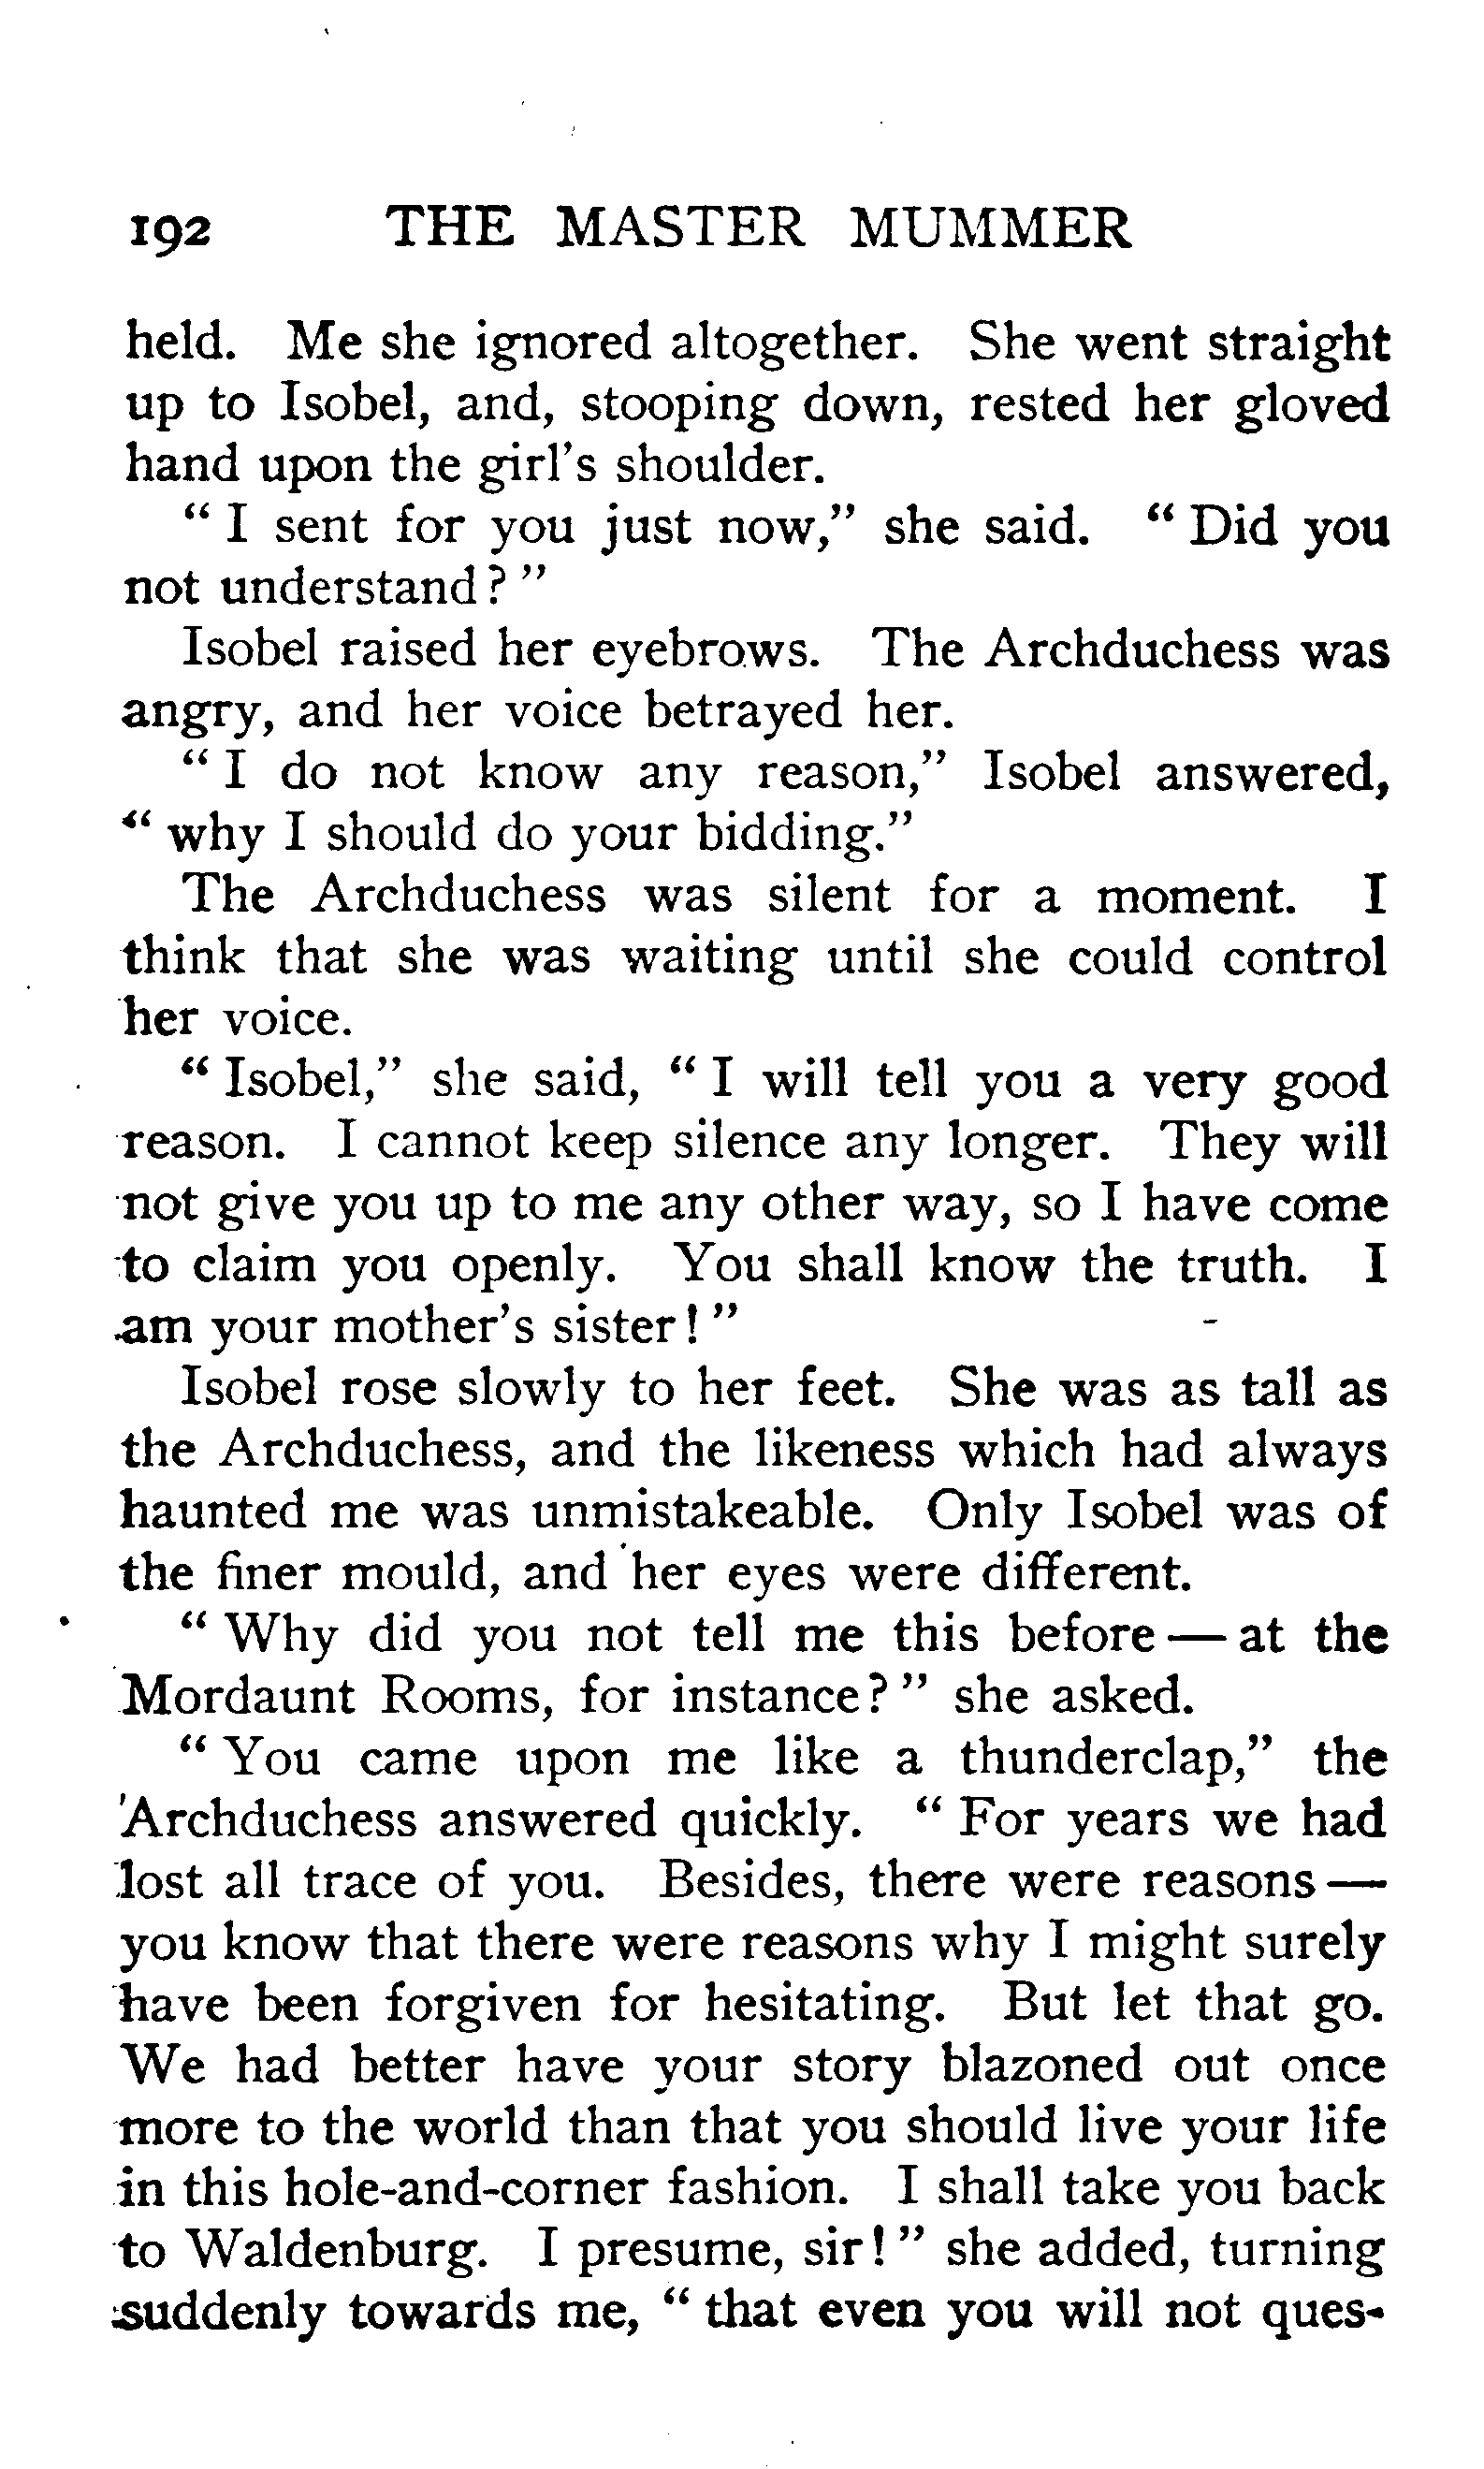 192 THE MASTER MUMMER
held. Me she ignored altogether. She went straight
up to Isobel, and, stooping down, rested her gloved
hand upon the girl's shoulder.
" I sent for you just now," she said. " Did you
not understand ? "
Isobel raised her eyebrows. The Archduchess was
angry, and her voice betrayed her.
" I do not know any reason," Isobel answered,
" why I should do your bidding."
The Archduchess was silent for a moment. I
think that she was waiting until she could control
her voice.
" Isobel," she said, " I will tell you a very good
reason. I cannot keep silence any longer. They will
not give you up to me any other way, so I have come
to claim you openly. You shall know the truth. I
am your mother's sister ! "
Isobel rose slowly to her feet. She was as tall as
the Archduchess, and the likeness which had always
haunted me was unmistakeable. Only Isobel was of
the finer mould, and her eyes were different.
" Why did you not tell me this before — at the
Mordaunt Rooms, for instance ? " she asked.
" You came upon me like a thunderclap," the
Archduchess answered quickly. " For years we had
lost all trace of you. Besides, there were reasons —
you know that there were reasons why I might surely
have been forgiven for hesitating. But let that go.
We had better have your story blazoned out once
more to the world than that you should live your life
in this hole-and-corner fashion. I shall take you back
to Waldenburg. I presume, sir ! " she added, turning
suddenly towards me, " that even you will not ques-